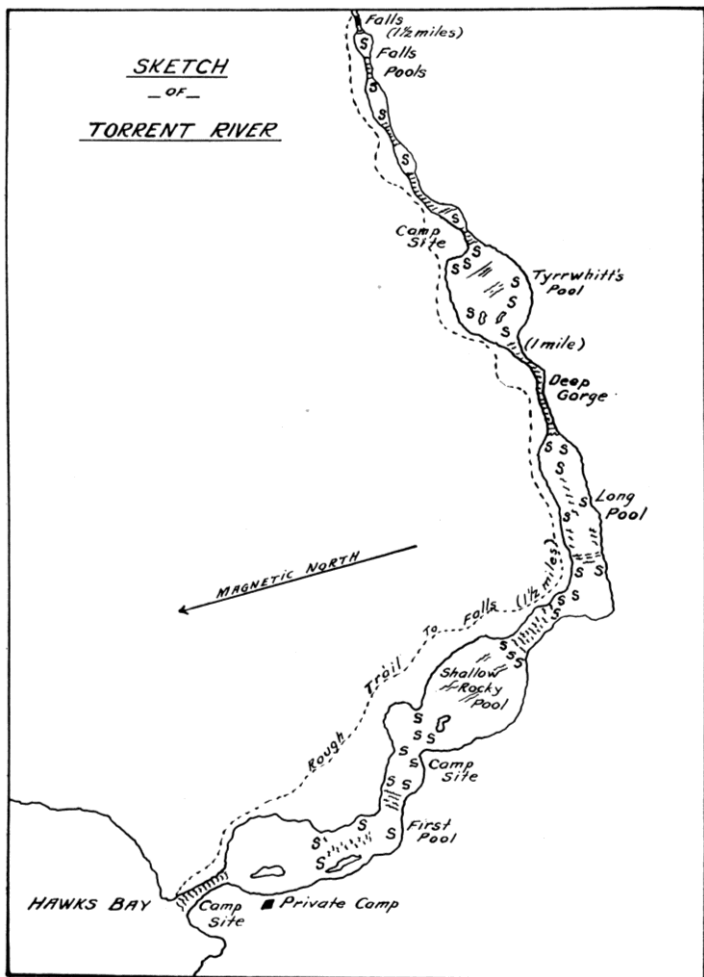 SKETCH
OF
TORRENT RIVER
Falls
(1½ miles)
Falls
Pools
S
S
S
S
S
Camp
Site
S
S
S
S
Tyrrwhitt's
Pool
S
S
S
S
(1 mile)
Deep
Gorge
S S
S
S
Long
Pool
S
MAGNETIC NORTH
S S
S
S
S
S
Rough Trail To Falls (1½ miles)
S
S
S
Shallow
Rocky
Pool
S
S S
S
S
Camp
Site
S S
S
S
S
First
Pool
S
HAWKS BAY
Camp
Site
Private Camp